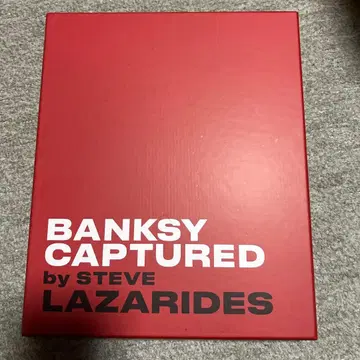 BANKSY
CAPTURED
by STEVE
LAZARIDES